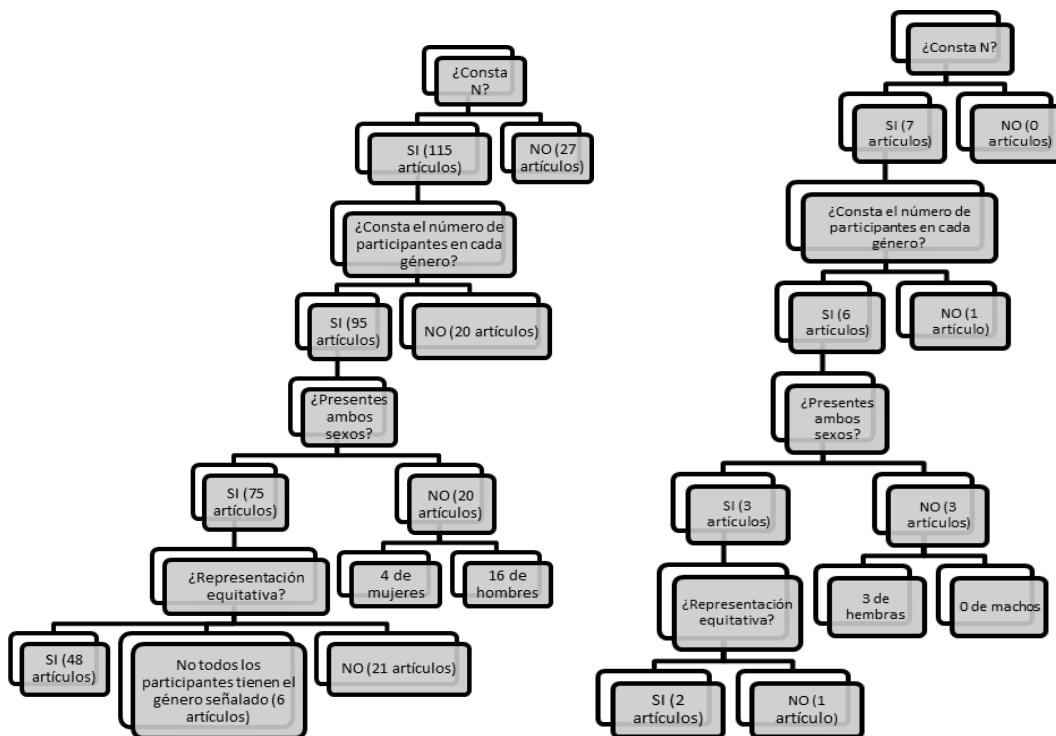 ¿Consta
N?
SI (115
artículos)
NO (27
artículos)
¿Consta el número de
participantes en cada
género?
SI (95
artículos)
NO (20 artículos)
¿Presentes
ambos
sexos?
SI (75
artículos)
NO (20
artículos)
¿Representación
equitativa?
4 de
mujeres
16 de
hombres
SI (48
artículos)
No todos los
participantes tienen el
género señalado (6
artículos)
NO (21 artículos)
¿Consta N?
SI (7
artículos)
NO (0
artículos)
¿Consta el número de
participantes en cada
género?
SI (6
artículos)
NO (1
artículo)
¿Presentes
ambos
sexos?
SI (3
artículos)
NO (3
artículos)
¿Representación
equitativa?
3 de
hembras
0 de machos
SI (2
artículos)
NO (1
artículo)